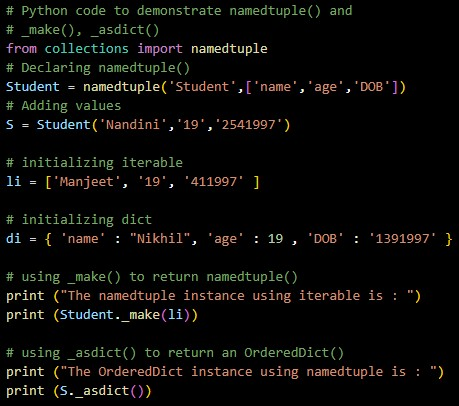 # Python code to demonstrate namedtuple() and
# _make(), _asdict()
from collections import namedtuple
# Declaring namedtuple()
Student = namedtuple('Student',['name','age','DOB'])
# Adding values
S = Student('Nandini','19','2541997')
# initializing iterable
li = ['Manjeet', '19', '411997' ]
# initializing dict
di = { 'name' : "Nikhil", 'age' : 19 , 'DOB' : '1391997' }
# using _make() to return namedtuple()
print ("The namedtuple instance using iterable is : ")
print (Student._make(li))
# using _asdict() to return an OrderedDict()
print ("The OrderedDict instance using namedtuple is : ")
print (S._asdict())